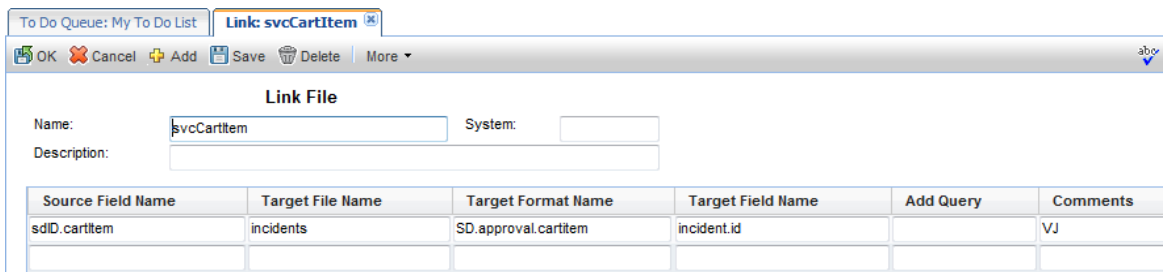 To Do Queue: My To Do List Link: svcCartItem
OK Cancel Add Save Delete More
abc
Link File
Name: svcCartItem System:
Description:
Source Field Name Target File Name Target Format Name Target Field Name Add Query Comments
sdID.cartItem incidents SD.approval.cartitem incident.id VJ